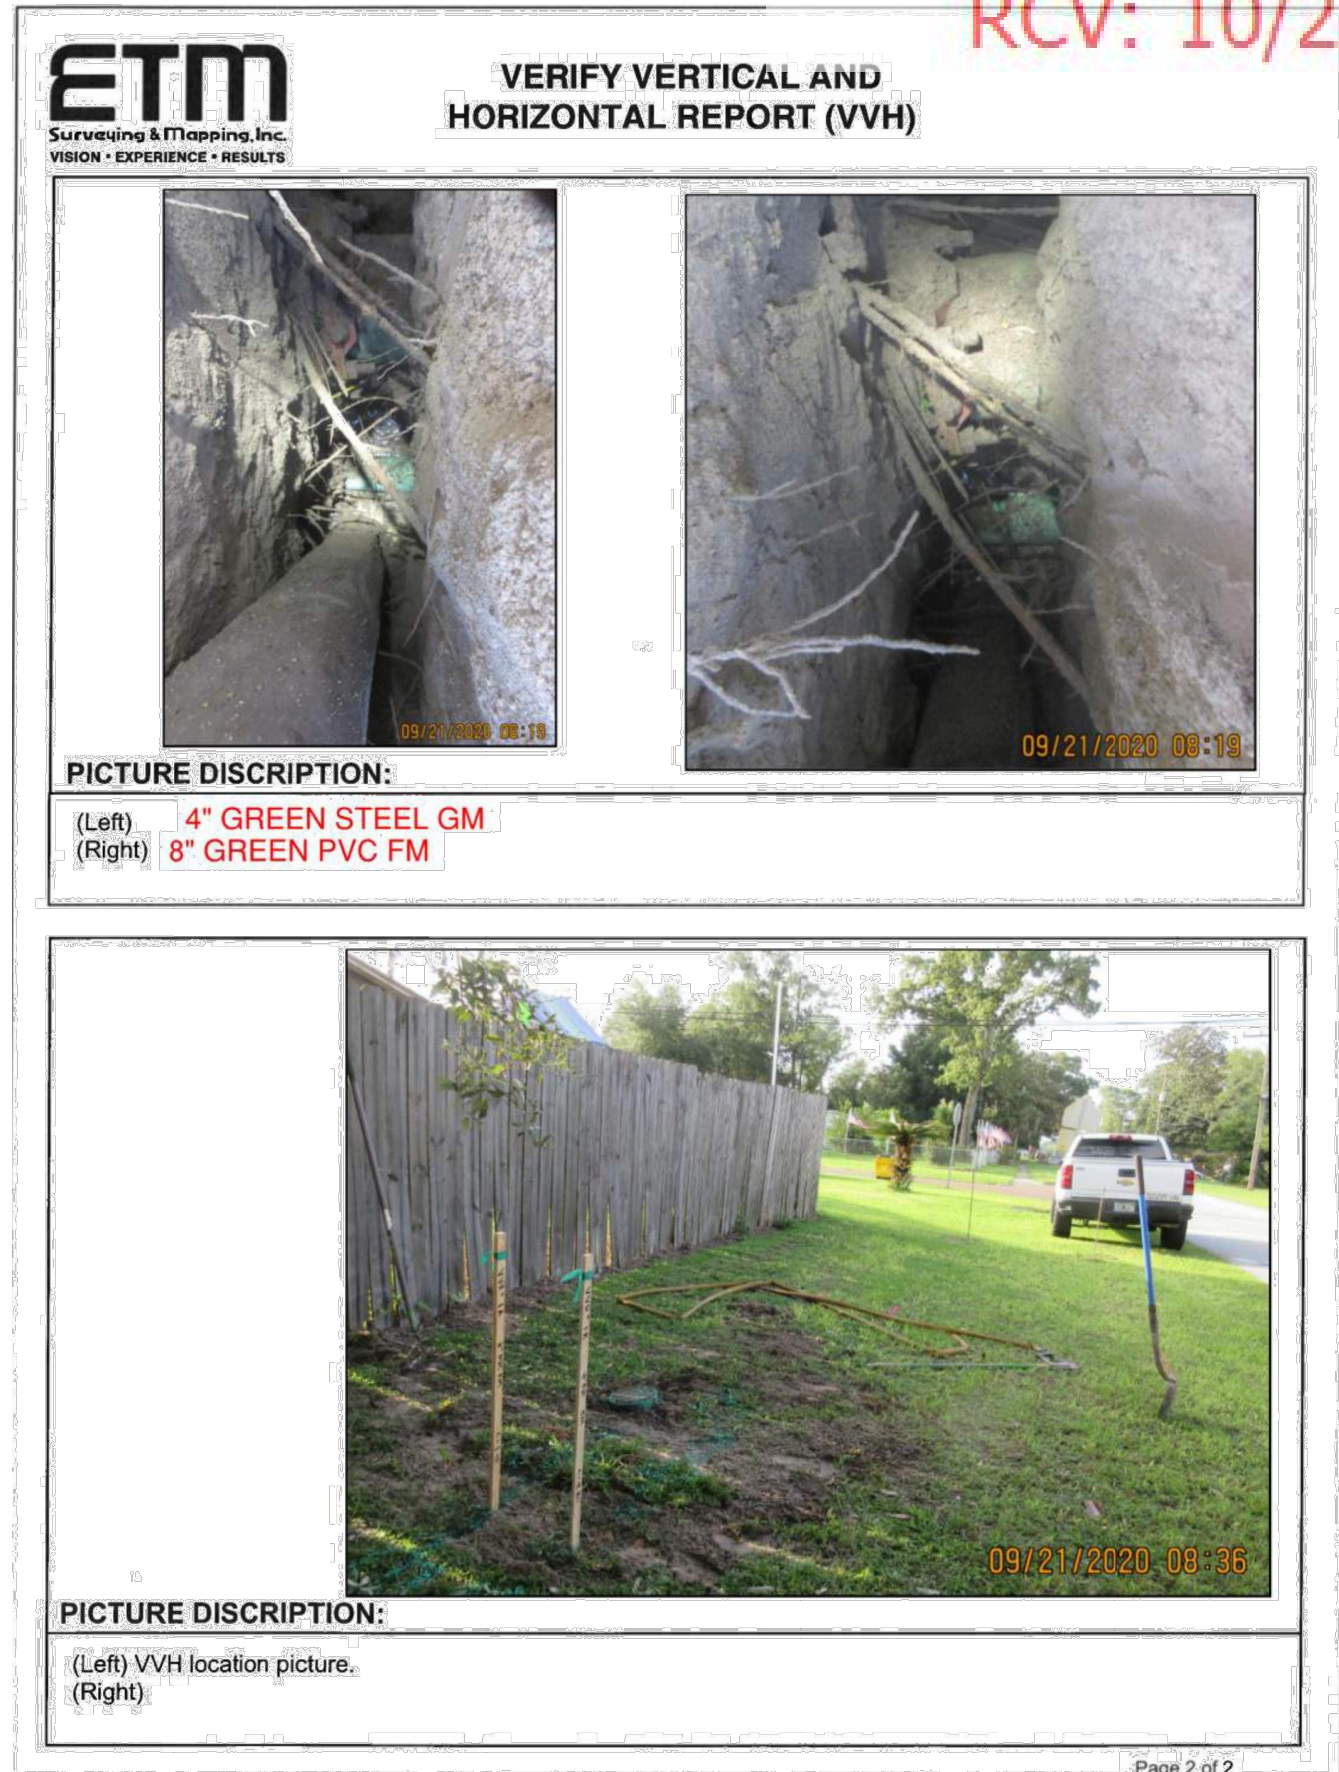 RCV: 10/2
ETM
Surveying & Mapping, Inc.
VISION • EXPERIENCE • RESULTS
VERIFY VERTICAL AND
HORIZONTAL REPORT (VVH)
09/21/2020 08:19
09/21/2020 08:19
PICTURE DISCRIPTION:
(Left) 4" GREEN STEEL GM
(Right) 8" GREEN PVC FM
09/21/2020 08:36
PICTURE DISCRIPTION:
(Left) VVH location picture.
(Right)
Page 2 of 2